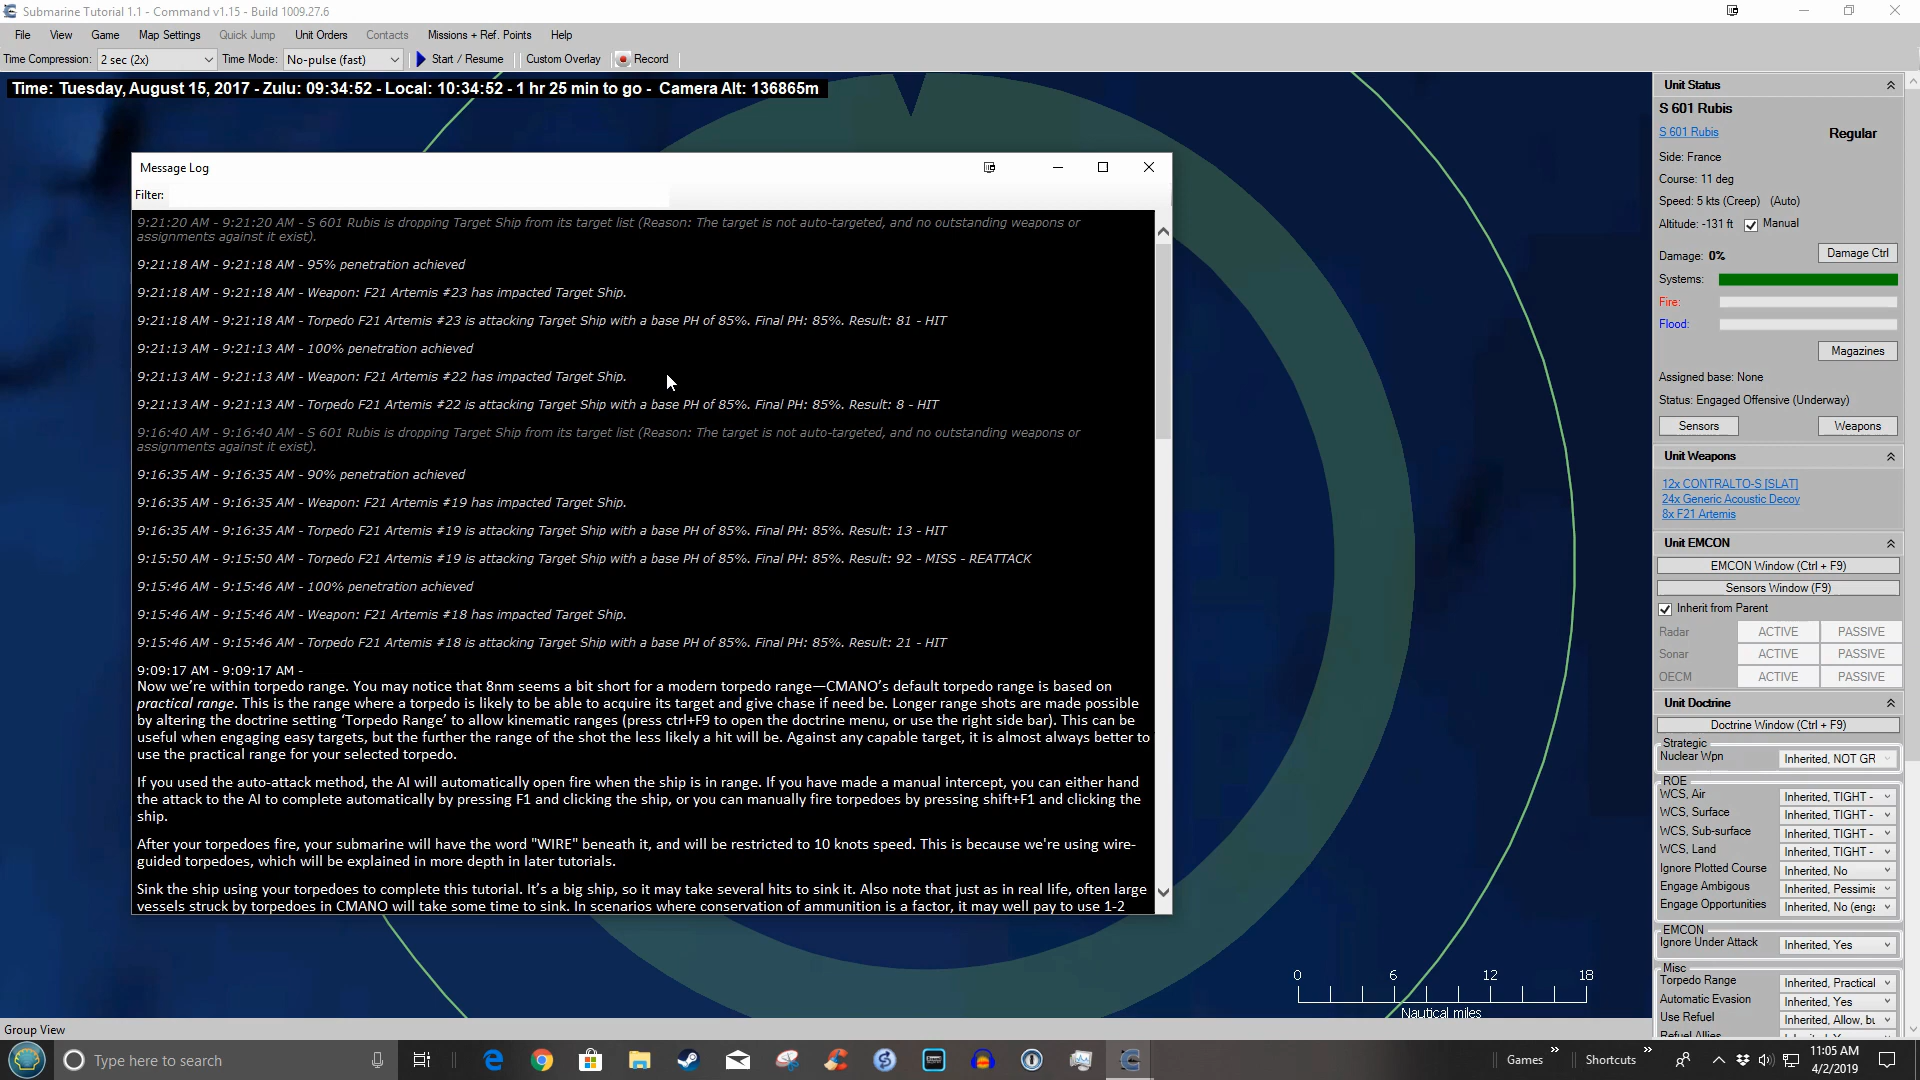 Submarine Tutorial 1.1 - Command v1.15 - Build 1009.27.6
File View Game Map Settings Quick Jump Unit Orders Contacts Missions + Ref. Points Help
Time Compression: 2 sec (2x) Time Mode: No-pulse (fast) Start / Resume Custom Overlay Record
Time: Tuesday, August 15, 2017 - Zulu: 09:34:52 - Local: 10:34:52 - 1 hr 25 min to go - Camera Alt: 136865m
Message Log
Filter:
9:21:20 AM - 9:21:20 AM - S 601 Rubis is dropping Target Ship from its target list (Reason: The target is not auto-targeted, and no outstanding weapons or
assignments against it exist).
9:21:18 AM - 9:21:18 AM - 95% penetration achieved
9:21:18 AM - 9:21:18 AM - Weapon: F21 Artemis #23 has impacted Target Ship.
9:21:18 AM - 9:21:18 AM - Torpedo F21 Artemis #23 is attacking Target Ship with a base PH of 85%. Final PH: 85%. Result: 81 - HIT
9:21:13 AM - 9:21:13 AM - 100% penetration achieved
9:21:13 AM - 9:21:13 AM - Weapon: F21 Artemis #22 has impacted Target Ship.
9:21:13 AM - 9:21:13 AM - Torpedo F21 Artemis #22 is attacking Target Ship with a base PH of 85%. Final PH: 85%. Result: 8 - HIT
9:16:40 AM - 9:16:40 AM - S 601 Rubis is dropping Target Ship from its target list (Reason: The target is not auto-targeted, and no outstanding weapons or
assignments against it exist).
9:16:35 AM - 9:16:35 AM - 90% penetration achieved
9:16:35 AM - 9:16:35 AM - Weapon: F21 Artemis #19 has impacted Target Ship.
9:16:35 AM - 9:16:35 AM - Torpedo F21 Artemis #19 is attacking Target Ship with a base PH of 85%. Final PH: 85%. Result: 13 - HIT
9:15:50 AM - 9:15:50 AM - Torpedo F21 Artemis #19 is attacking Target Ship with a base PH of 85%. Final PH: 85%. Result: 92 - MISS - REATTACK
9:15:46 AM - 9:15:46 AM - 100% penetration achieved
9:15:46 AM - 9:15:46 AM - Weapon: F21 Artemis #18 has impacted Target Ship.
9:15:46 AM - 9:15:46 AM - Torpedo F21 Artemis #18 is attacking Target Ship with a base PH of 85%. Final PH: 85%. Result: 21 - HIT
9:09:17 AM - 9:09:17 AM -
Now we're within torpedo range. You may notice that 8nm seems a bit short for a modern torpedo range—CMANO's default torpedo range is based on
practical range. This is the range where a torpedo is likely to be able to acquire its target and give chase if need be. Longer range shots are made possible
by altering the doctrine setting 'Torpedo Range' to allow kinematic ranges (press ctrl+F9 to open the doctrine menu, or use the right side bar). This can be
useful when engaging easy targets, but the further the range of the shot the less likely a hit will be. Against any capable target, it is almost always better to
use the practical range for your selected torpedo.
If you used the auto-attack method, the AI will automatically open fire when the ship is in range. If you have made a manual intercept, you can either hand
the attack to the AI to complete automatically by pressing F1 and clicking the ship, or you can manually fire torpedoes by pressing shift+F1 and clicking the
ship.
After your torpedoes fire, your submarine will have the word "WIRE" beneath it, and will be restricted to 10 knots speed. This is because we're using wire-
guided torpedoes, which will be explained in more depth in later tutorials.
Sink the ship using your torpedoes to complete this tutorial. It's a big ship, so it may take several hits to sink it. Also note that just as in real life, often large
vessels struck by torpedoes in CMANO will take some time to sink. In scenarios where conservation of ammunition is a factor, it may well pay to use 1-2
0 6 12 18
Nautical miles
Unit Status
S 601 Rubis
S 601 Rubis Regular
Side: France
Course: 11 deg
Speed: 5 kts (Creep) (Auto)
Altitude: -131 ft Manual
Damage: 0% Damage Ctrl
Systems:
Fire:
Flood:
Magazines
Assigned base: None
Status: Engaged Offensive (Underway)
Sensors Weapons
Unit Weapons
12x CONTRALTO-S [SLAT]
24x Generic Acoustic Decoy
8x F21 Artemis
Unit EMCON
EMCON Window (Ctrl + F9)
Sensors Window (F9)
Inherit from Parent
Radar ACTIVE PASSIVE
Sonar ACTIVE PASSIVE
OECM ACTIVE PASSIVE
Unit Doctrine
Doctrine Window (Ctrl + F9)
Strategic
Nuclear Wpn Inherited, NOT GR
ROE
WCS, Air Inherited, TIGHT -
WCS, Surface Inherited, TIGHT -
WCS, Sub-surface Inherited, TIGHT -
WCS, Land Inherited, TIGHT -
Ignore Plotted Course Inherited, No
Engage Ambiguous Inherited, Pessimis
Engage Opportunities Inherited, No (enga
EMCON
Ignore Under Attack Inherited, Yes
Misc
Torpedo Range Inherited, Practical
Automatic Evasion Inherited, Yes
Use Refuel Inherited, Allow, bu
Group View
Type here to search
Games Shortcuts
11:05 AM
4/2/2019